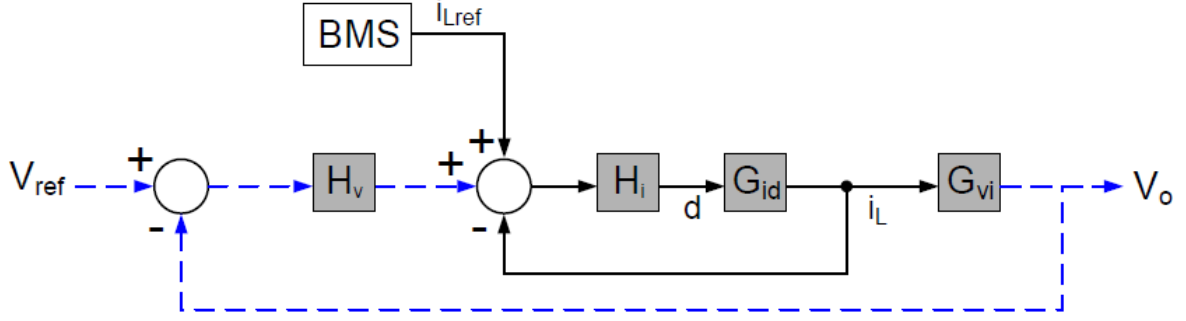 BMS
iLref
Vref
+
-
Hv
+
+
-
Hi
d
Gid
iL
Gvi
Vo